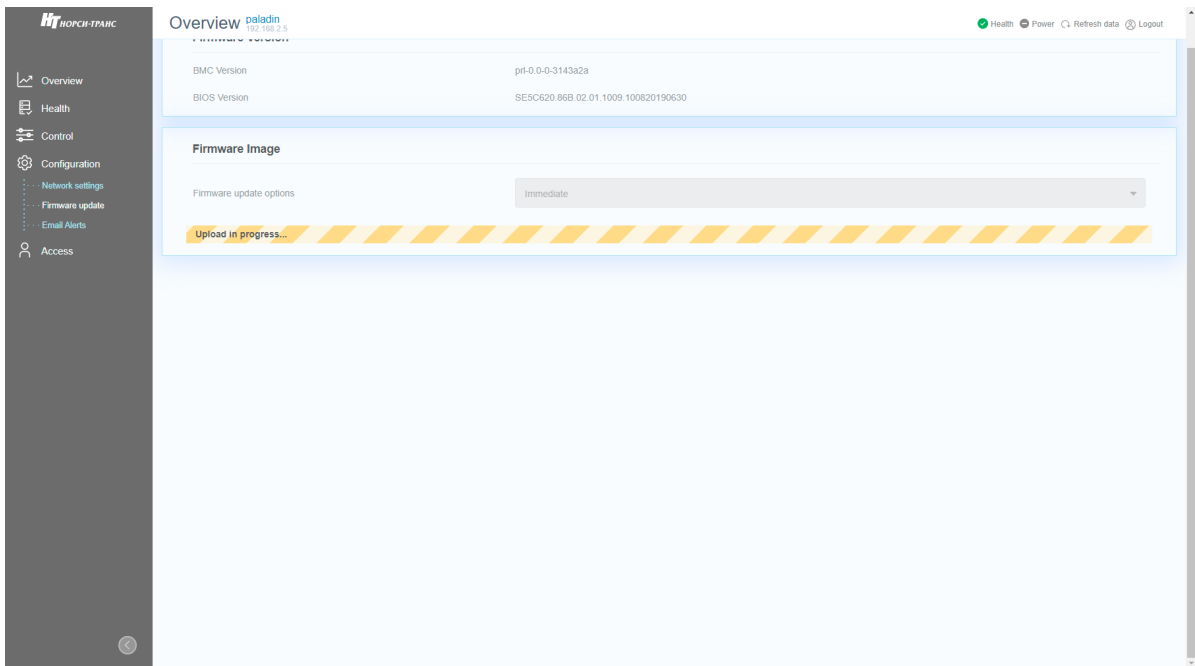 НТ НОРСИ-ТРАНС
Overview paladin
192.168.2.5
Health Power Refresh data Logout
Overview
Health
Control
Configuration
Network settings
Firmware update
Email Alerts
Access
Firmware version
BMC Version prl-0.0-0-3143a2a
BIOS Version SE5C620.86B.02.01.1009.100820190630
Firmware Image
Firmware update options Immediate
Upload in progress...